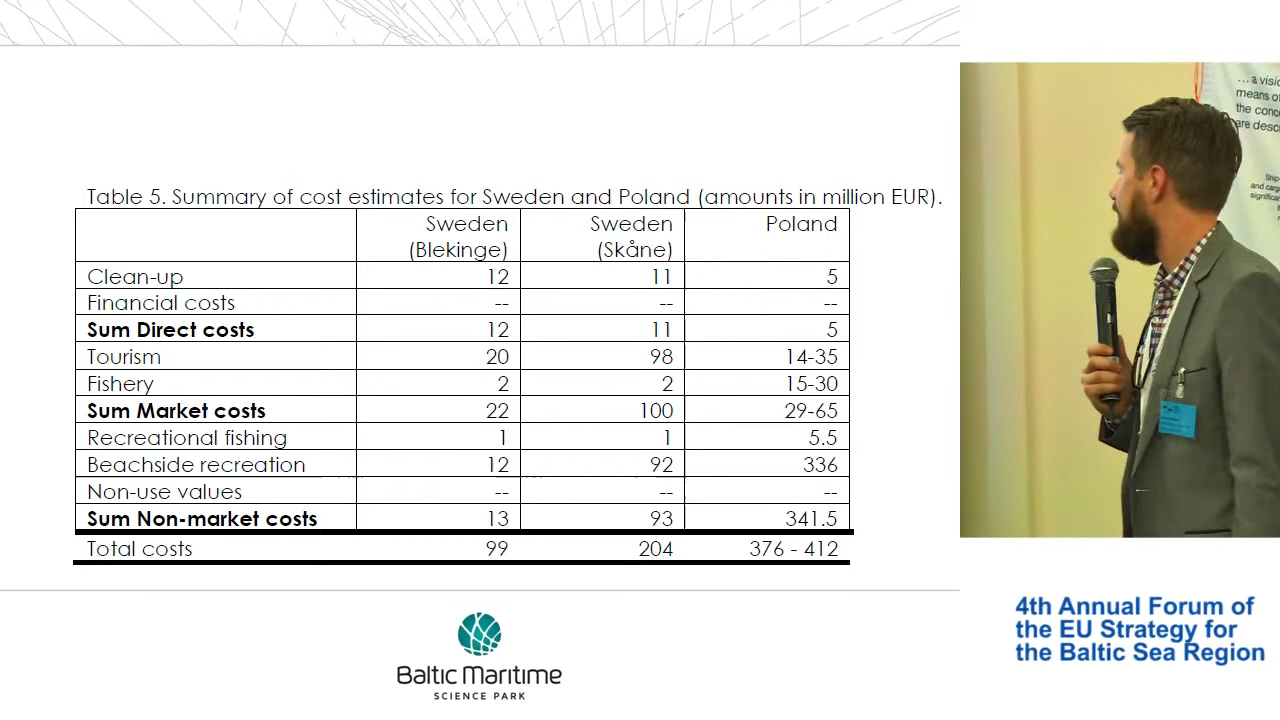 Table 5. Summary of cost estimates for Sweden and Poland (amounts in million EUR).
Sweden (Blekinge) Sweden (Skåne) Poland
Clean-up 12 11 5
Financial costs -- -- --
Sum Direct costs 12 11 5
Tourism 20 98 14-35
Fishery 2 2 15-30
Sum Market costs 22 100 29-65
Recreational fishing 1 1 5.5
Beachside recreation 12 92 336
Non-use values -- -- --
Sum Non-market costs 13 93 341.5
Total costs 99 204 376 - 412
Baltic Maritime
SCIENCE PARK
... a
means
the
are
4th Annual Forum of
the EU Strategy for
the Baltic Sea Region